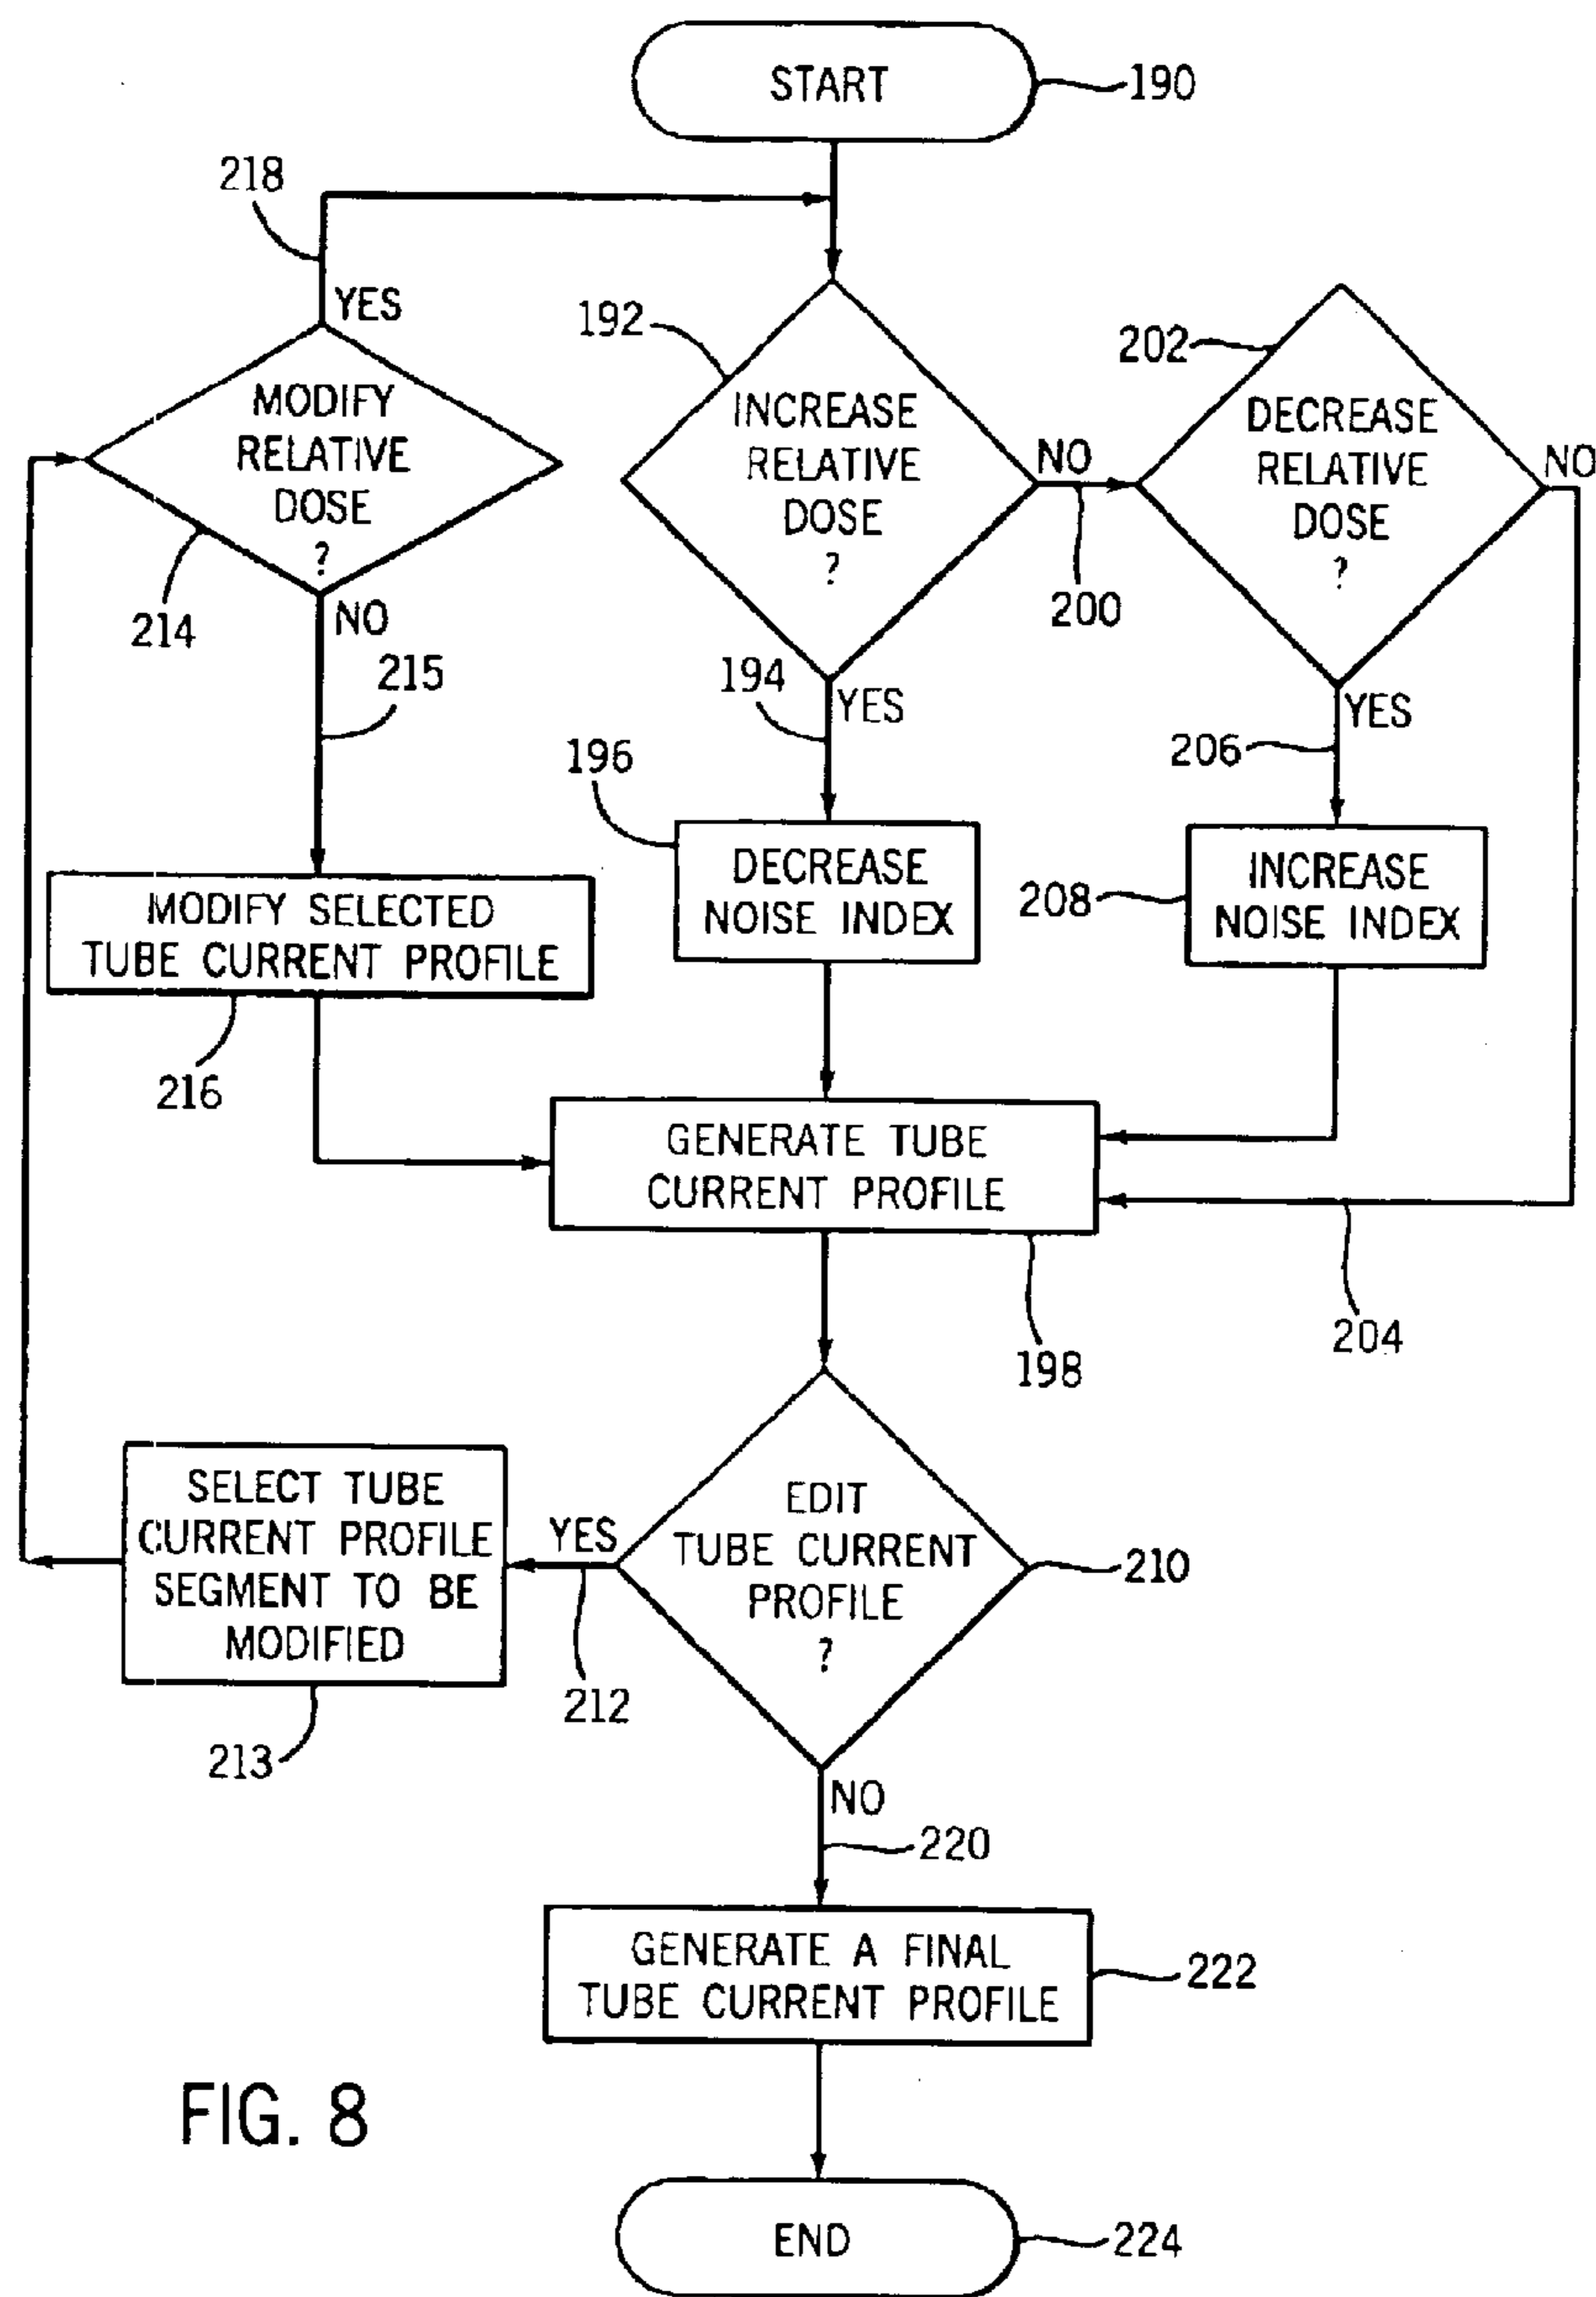 START
190
218
YES
192
202
MODIFY
RELATIVE
DOSE
?
INCREASE
RELATIVE
DOSE
?
NO
DECREASE
RELATIVE
DOSE
?
NO
214
NO
200
215
194
YES
YES
206
196
MODIFY SELECTED
TUBE CURRENT PROFILE
DECREASE
NOISE INDEX
208
INCREASE
NOISE INDEX
216
GENERATE TUBE
CURRENT PROFILE
204
198
SELECT TUBE
CURRENT PROFILE
SEGMENT TO BE
MODIFIED
YES
EDIT
TUBE CURRENT
PROFILE
?
210
212
213
NO
220
GENERATE A FINAL
TUBE CURRENT PROFILE
222
FIG. 8
END
224